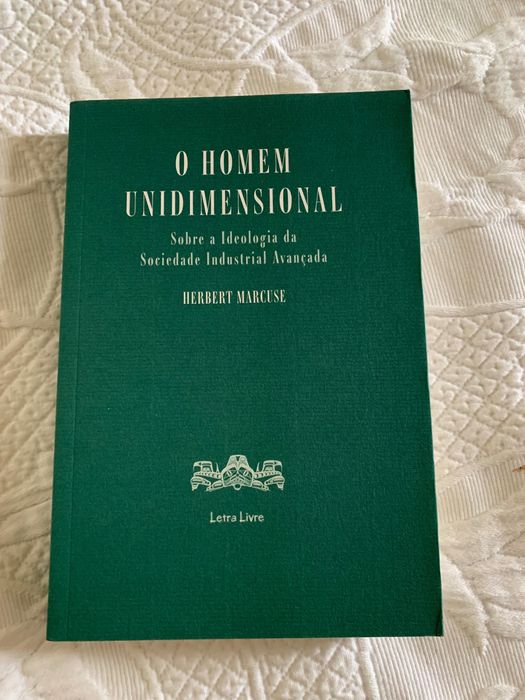 O HOMEM
UNIDIMENSIONAL
Sobre a Ideologia da
Sociedade Industrial Avançada
HERBERT MARCUSE
Letra Livre